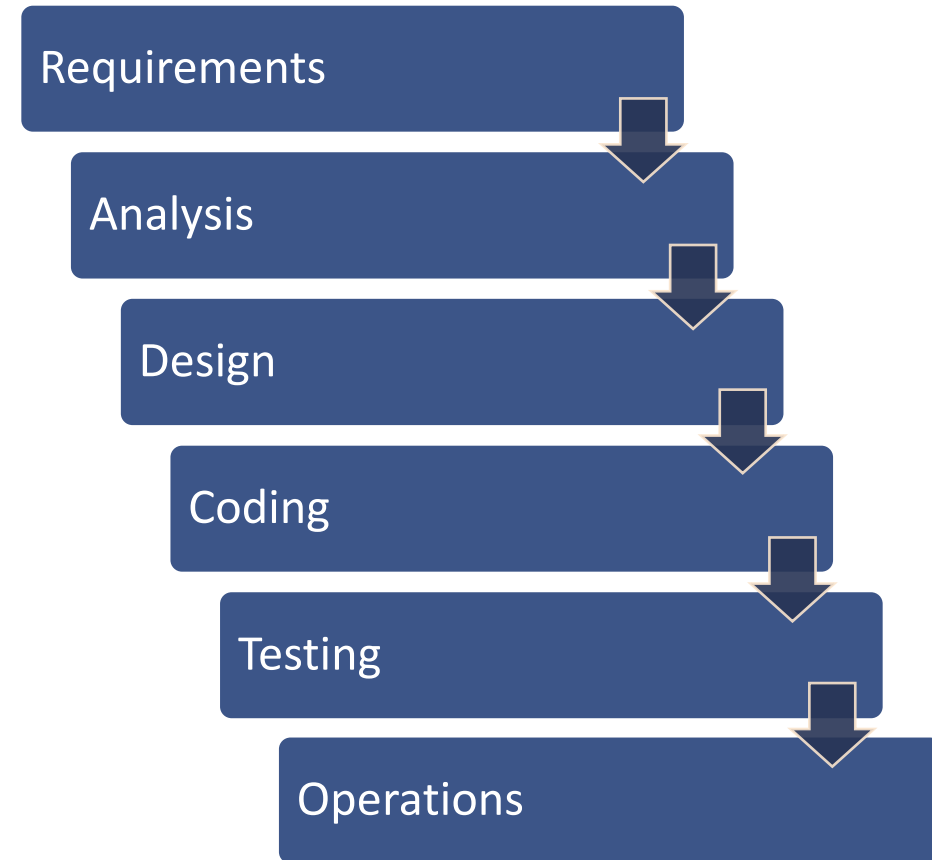 Requirements
Analysis
Design
Coding
Testing
Operations